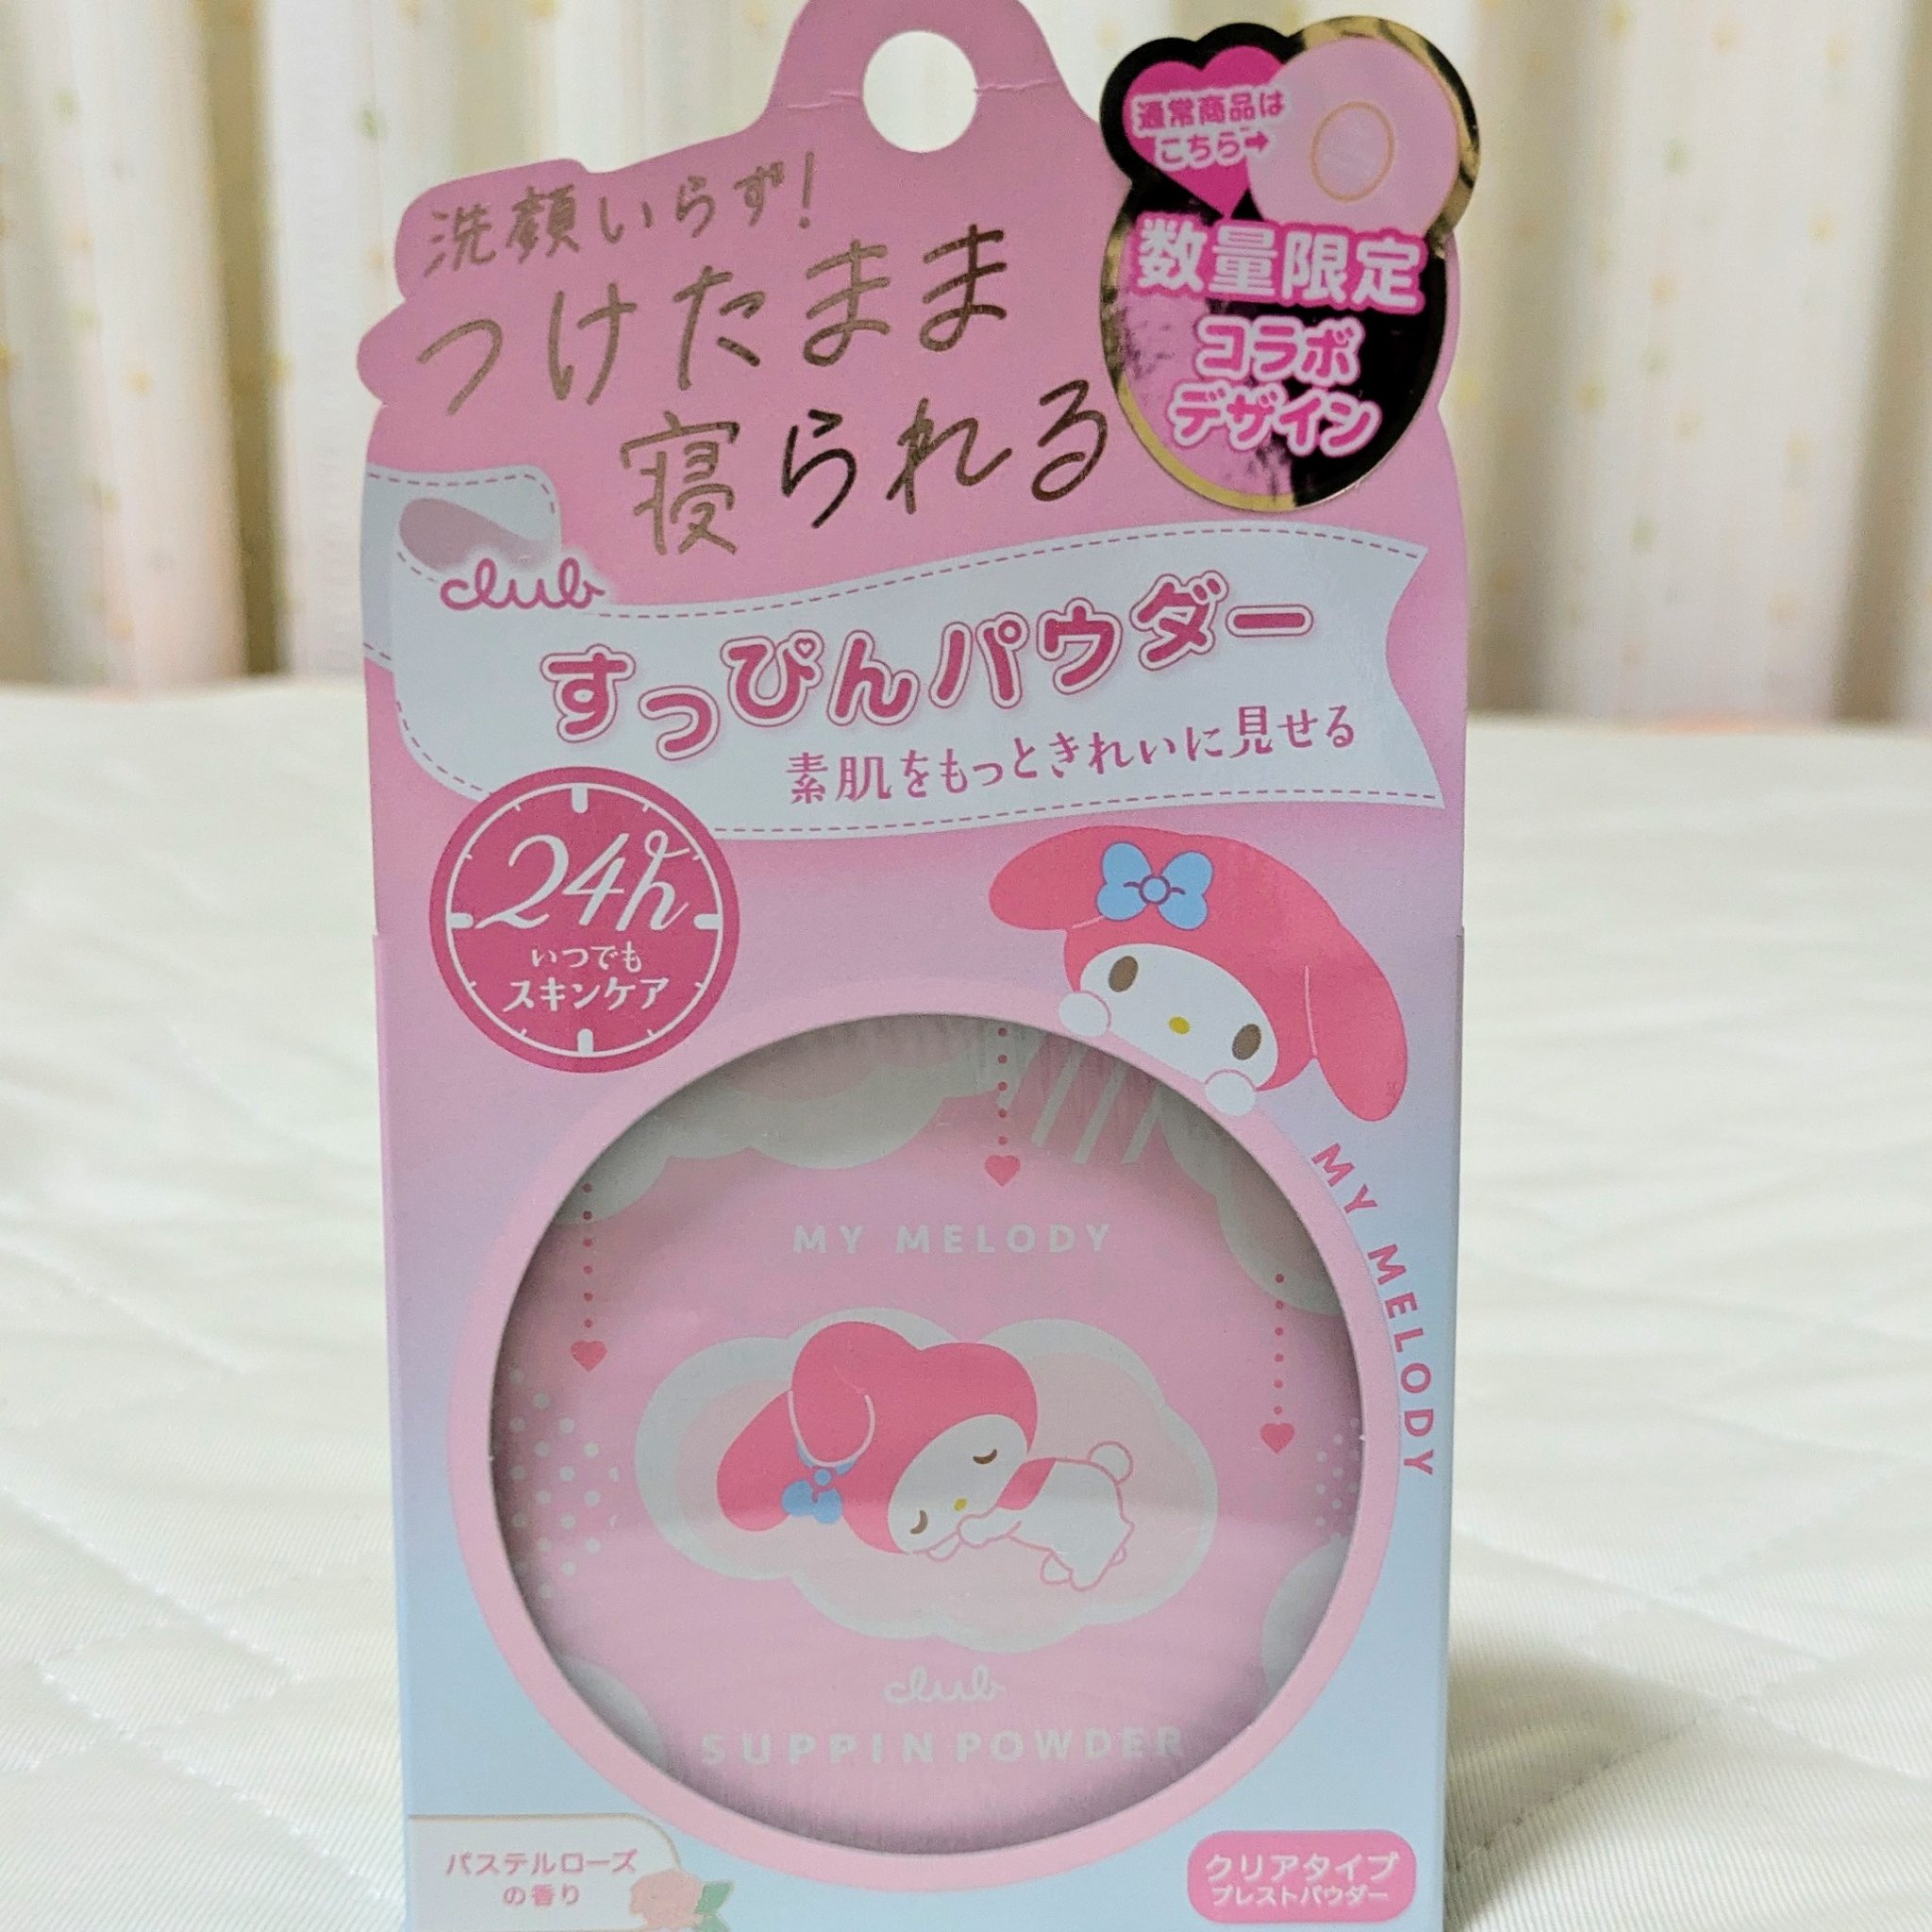 通常商品は
こちら→
数量限定
コラボ
デザイン
洗顔いらず!
つけたまま
寝られる
club
すっぴんパウダー
素肌をもっときれいに見せる
24h
いつでも
スキンケア
MY MELODY
MY MELODY
club
SUPPIN POWDER
パステルローズ
の香り
クリアタイプ
プレストパウダー